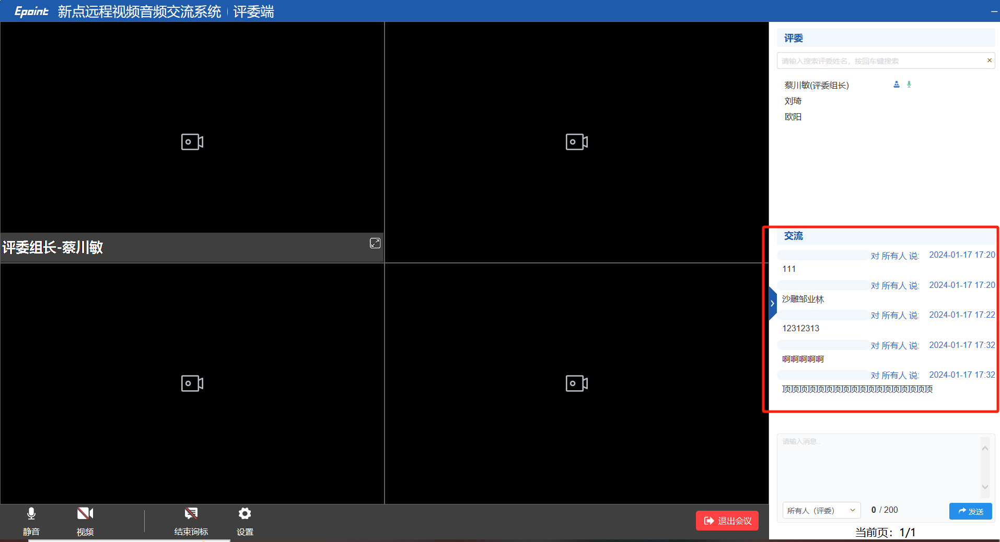 Epoint 新点远程视频音频交流系统 | 评委端
评委
请输入搜索评委姓名，按回车键搜索
蔡川敏(评委组长)
刘琦
欧阳
评委组长-蔡川敏
交流
对 所有人 说: 2024-01-17 17:20
111
对 所有人 说: 2024-01-17 17:20
沙雕邹业林
对 所有人 说: 2024-01-17 17:22
12312313
对 所有人 说: 2024-01-17 17:32
啊啊啊啊啊
对 所有人 说: 2024-01-17 17:32
顶顶顶顶顶顶顶顶顶顶顶顶顶顶顶顶顶顶
请输入消息..
所有人（评委） 0 / 200 发送
当前页：1/1
静音 视频 结束询标 设置 退出会议